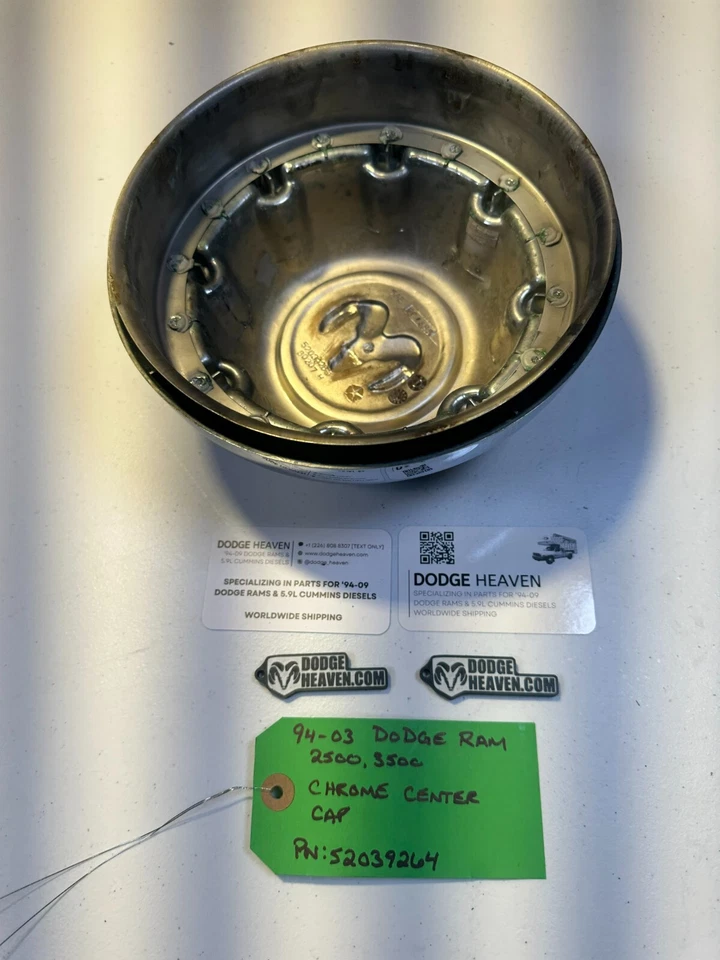 DODGE HEAVEN
'94-09 DODGE RAMS &
5.9L CUMMINS DIESELS
www.dodgeheaven.com
@dodge_heaven
SPECIALIZING IN PARTS FOR '94-09
DODGE RAMS & 5.9L CUMMINS DIESELS
WORLDWIDE SHIPPING
DODGE HEAVEN
SPECIALIZING IN PARTS FOR '94-09
DODGE RAMS & 5.9L CUMMINS DIESELS
WORLDWIDE SHIPPING
DODGE
HEAVEN.COM
DODGE
HEAVEN.COM
94-03 DODGE RAM
2500, 3500
CHROME CENTER
CAP
PN: 52039264